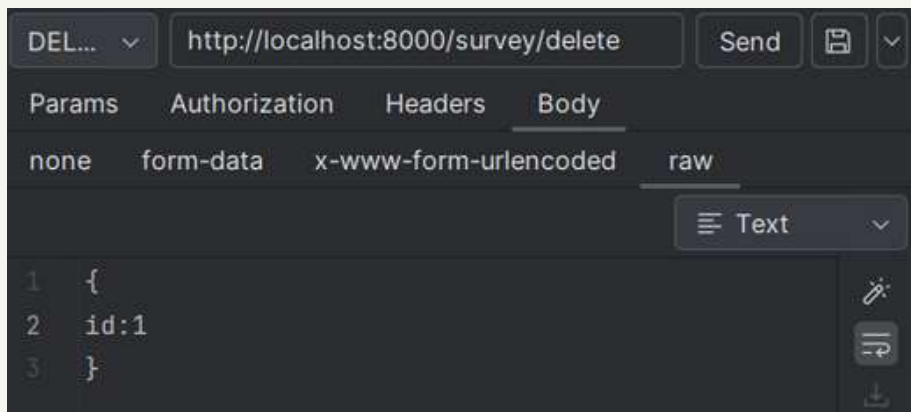 DEL... http://localhost:8000/survey/delete Send
Params Authorization Headers Body
none form-data x-www-form-urlencoded raw
Text
1 {
2 id:1
3 }